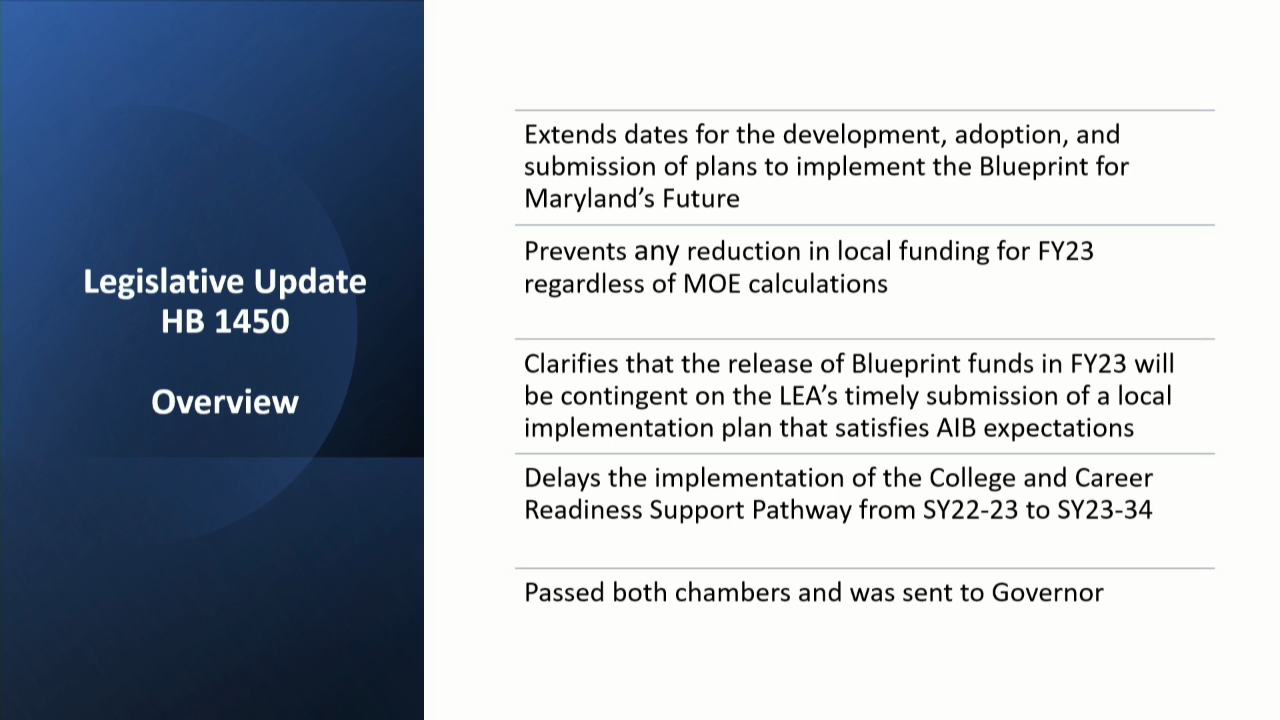 Legislative Update
HB 1450
Overview
Extends dates for the development, adoption, and
submission of plans to implement the Blueprint for
Maryland’s Future
Prevents any reduction in local funding for FY23
regardless of MOE calculations
Clarifies that the release of Blueprint funds in FY23 will
be contingent on the LEA’s timely submission of a local
implementation plan that satisfies AIB expectations
Delays the implementation of the College and Career
Readiness Support Pathway from SY22-23 to SY23-34
Passed both chambers and was sent to Governor